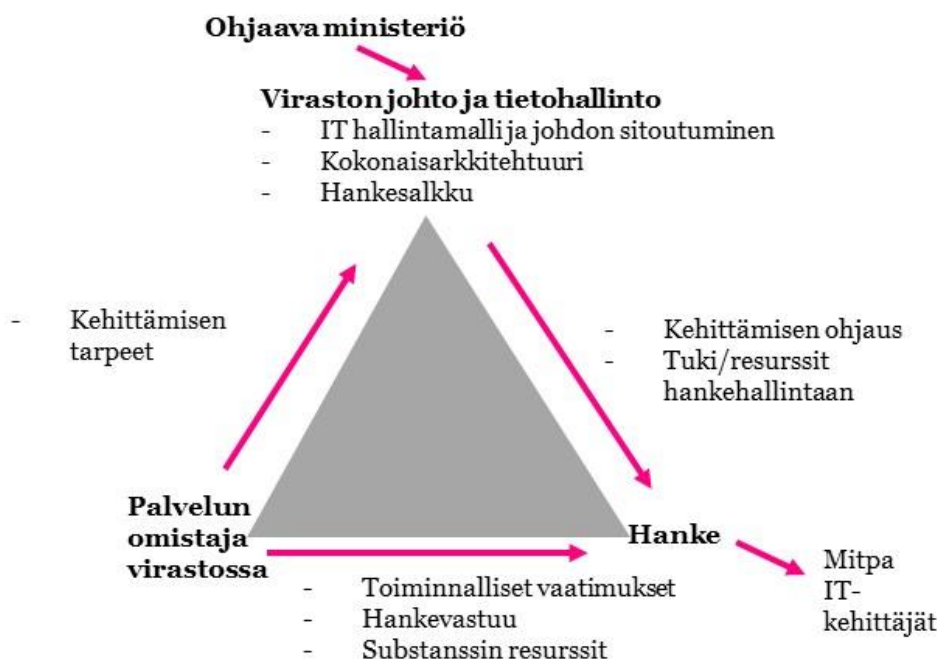 Ohjaava ministeriö
Viraston johto ja tietohallinto
- IT hallintamalli ja johdon sitoutuminen
- Kokonaisarkkitehtuuri
- Hankesalkku
- Kehittämisen
tarpeet
- Kehittämisen ohjaus
- Tuki/resurssit
hankehallintaan
Palvelun
omistaja
virastossa
Hanke
- Toiminnalliset vaatimukset
- Hankevastuu
- Substanssin resurssit
Mitpa
IT-
kehittäjät